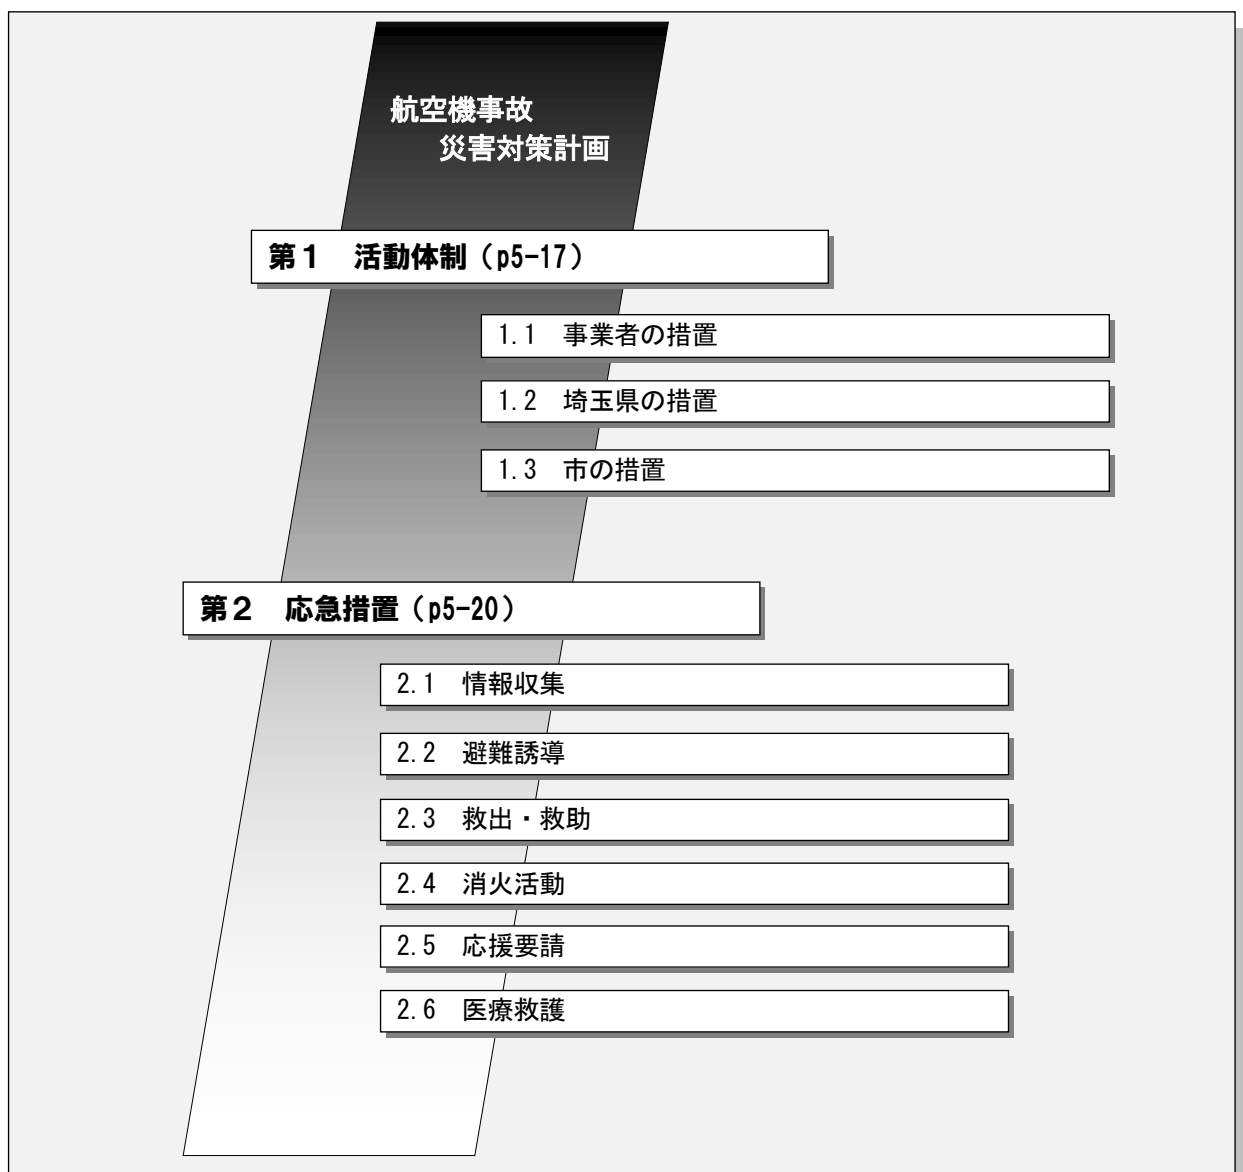 航空機事故
災害対策計画
第１　活動体制（p5-17）
1.1　事業者の措置
1.2　埼玉県の措置
1.3　市の措置
第２　応急措置（p5-20）
2.1　情報収集
2.2　避難誘導
2.3　救出・救助
2.4　消火活動
2.5　応援要請
2.6　医療救護